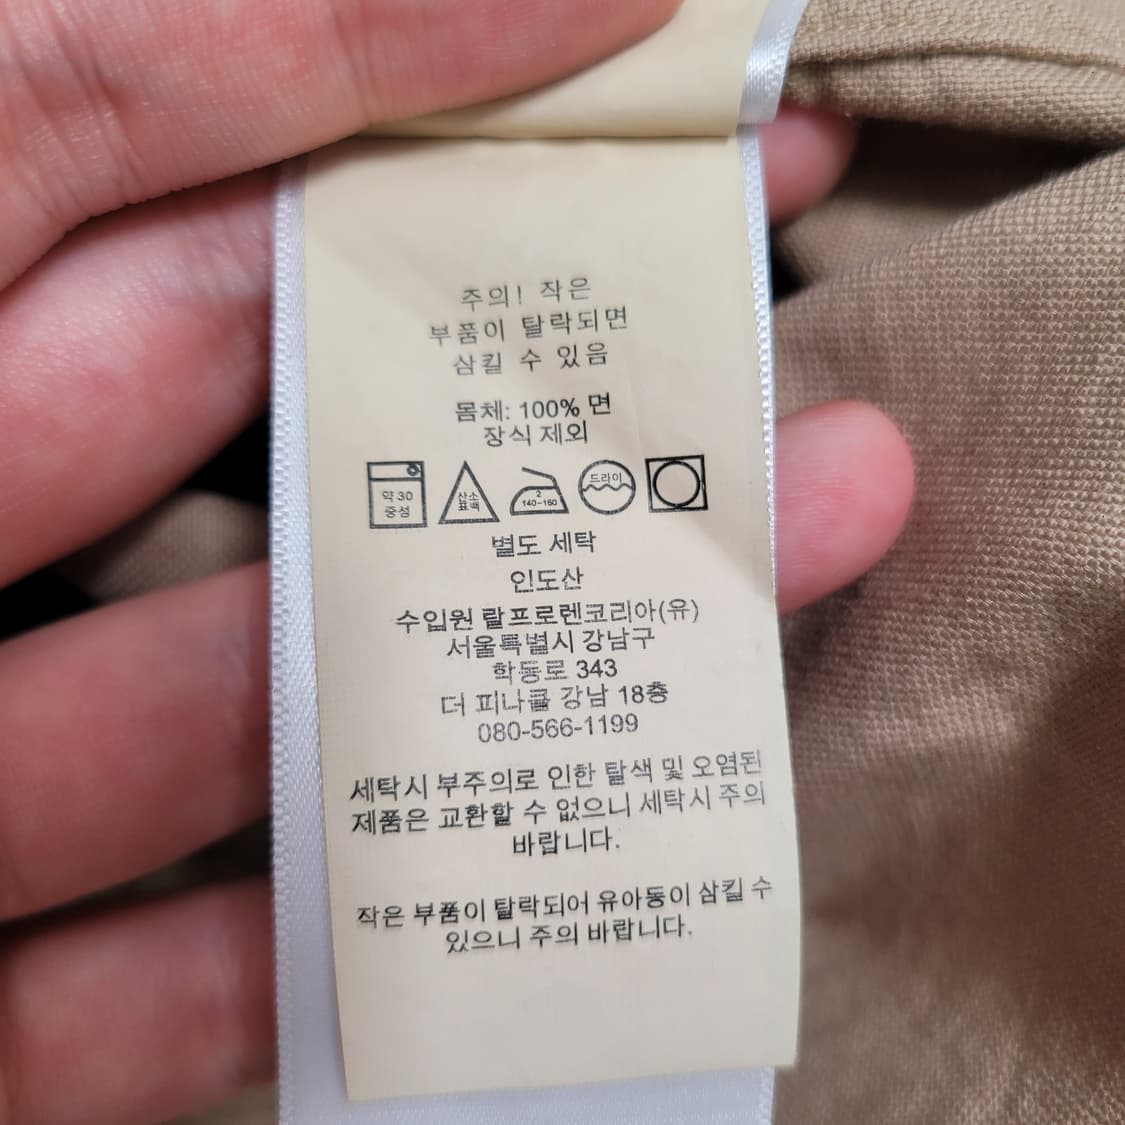 주의! 작은
부품이 탈락되면
삼킬 수 있음
몸체: 100% 면
장식 제외
약 30
중성
산소
표백
2
140~160
드라이
별도 세탁
인도산
수입원 랄프로렌코리아(유)
서울특별시 강남구
학동로 343
더 피나클 강남 18층
080-566-1199
세탁시 부주의로 인한 탈색 및 오염된
제품은 교환할 수 없으니 세탁시 주의
바랍니다.
작은 부품이 탈락되어 유아동이 삼킬 수
있으니 주의 바랍니다.